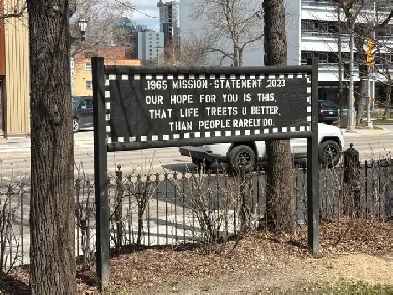 .1965 MISSION-STATEMENT .2023
OUR HOPE FOR YOU IS THIS,
THAT LIFE TREETS U BETTER,
THAN PEOPLE RARELY DO.